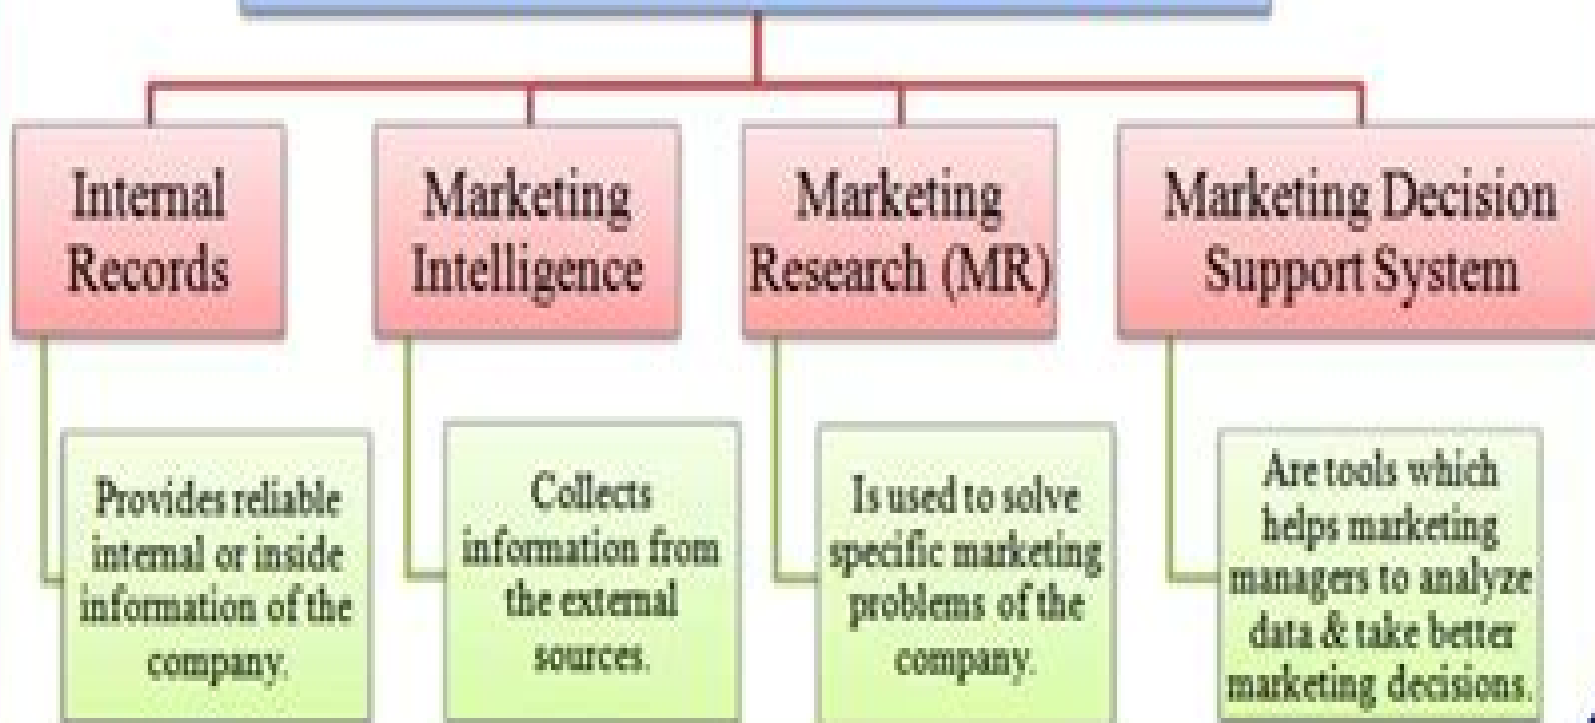 Internal
Records
Marketing
Intelligence
Marketing
Research (MR)
Marketing Decision
Support System
Provides reliable
internal or inside
information of the
company.
Collects
information from
the external
sources.
Is used to solve
specific marketing
problems of the
company.
Are tools which
helps marketing
managers to analyze
data & take better
marketing decisions.